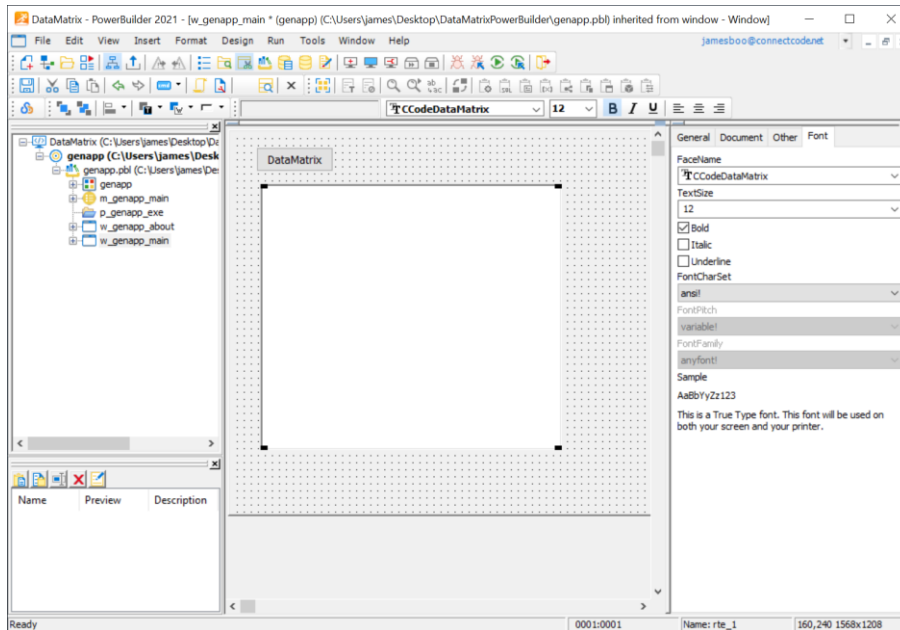 DataMatrix - PowerBuilder 2021 - [w_genapp_main * (genapp) (C:\Users\james\Desktop\DataMatrixPowerBuilder\genapp.pbl) inherited from window - Window]
File Edit View Insert Format Design Run Tools Window Help jamesboo@connectcode.net
CCodeDataMatrix 12 B I U
DataMatrix (C:\Users\james\Desktop\Da
genapp (C:\Users\james\Desk
genapp.pbl (C:\Users\james\De
genapp
m_genapp_main
p_genapp_exe
w_genapp_about
w_genapp_main
Name Preview Description
DataMatrix
General Document Other Font
FaceName
CCodeDataMatrix
TextSize
12
Bold
Italic
Underline
FontCharSet
ansi!
FontPitch
variable!
FontFamily
anyfont!
Sample
AaBbYyZz123
This is a True Type font. This font will be used on
both your screen and your printer.
Ready 0001:0001 Name: rte_1 160,240 1568x1208